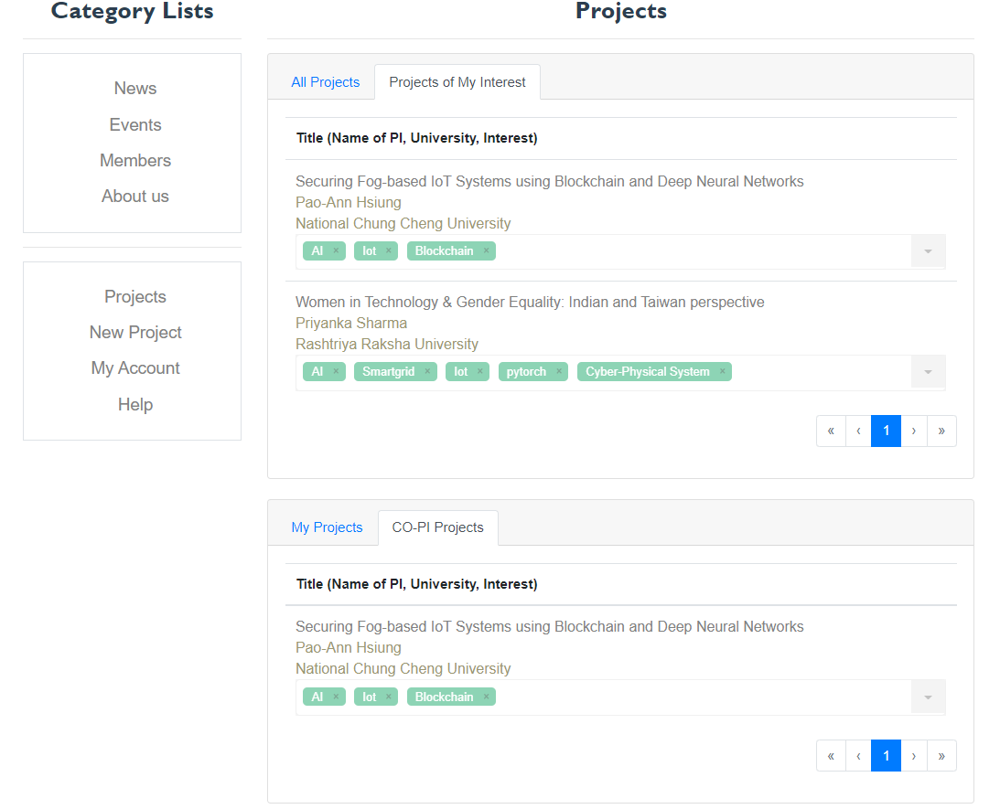 Category Lists
News
Events
Members
About us
Projects
New Project
My Account
Help
Projects
All Projects
Projects of My Interest
Title (Name of PI, University, Interest)
Securing Fog-based IoT Systems using Blockchain and Deep Neural Networks
Pao-Ann Hsiung
National Chung Cheng University
AI × Iot × Blockchain ×
Women in Technology & Gender Equality: Indian and Taiwan perspective
Priyanka Sharma
Rashtriya Raksha University
AI × Smartgrid × Iot × pytorch × Cyber-Physical System ×
« ‹ 1 › »
My Projects
CO-PI Projects
Title (Name of PI, University, Interest)
Securing Fog-based IoT Systems using Blockchain and Deep Neural Networks
Pao-Ann Hsiung
National Chung Cheng University
AI × Iot × Blockchain ×
« ‹ 1 › »